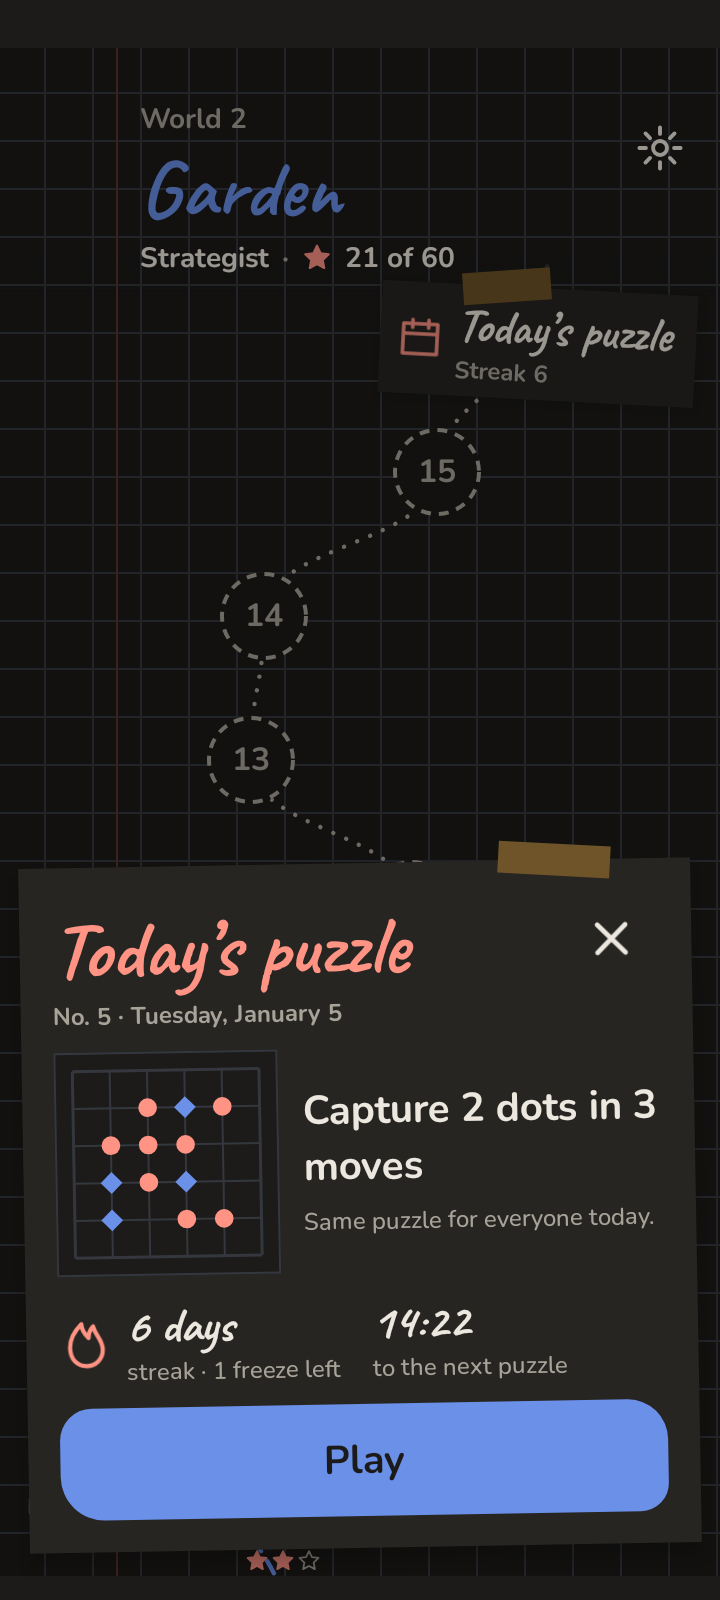 World 2
Garden
Strategist · 21 of 60
Today's puzzle
Streak 6
15
14
13
Today's puzzle
No. 5 · Tuesday, January 5
Capture 2 dots in 3
moves
Same puzzle for everyone today.
6 days
streak · 1 freeze left
14:22
to the next puzzle
Play